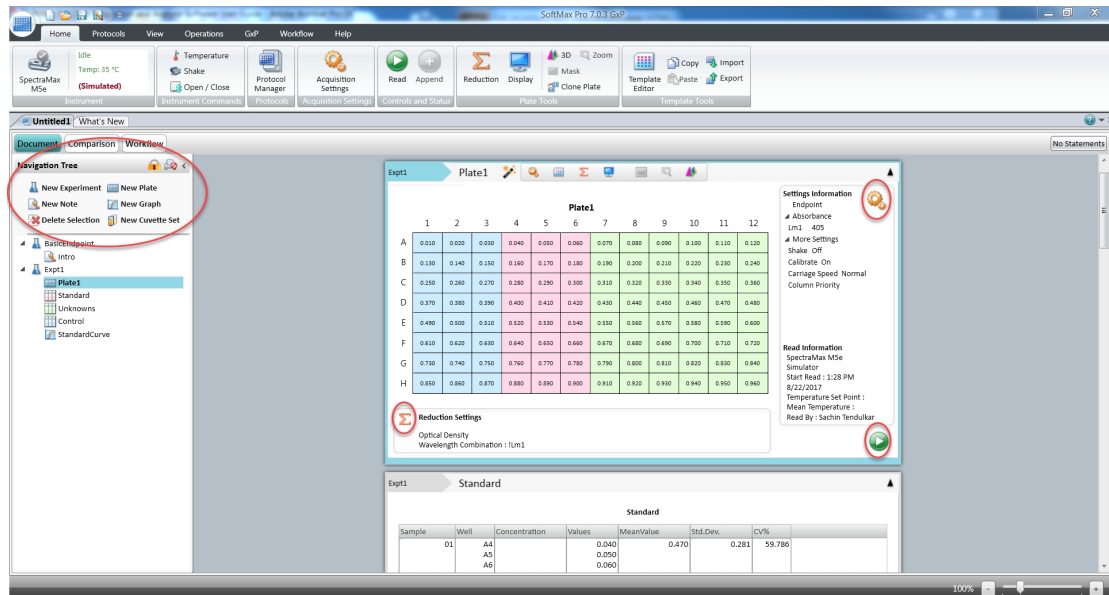 SoftMax Pro 7.0.3 GxP
Home Protocols View Operations GxP Workflow Help
SpectraMax M5e
Idle
Temp: 35 °C
(Simulated)
Instrument
Temperature
Shake
Open / Close
Instrument Commands
Protocol Manager
Protocols
Acquisition Settings
Acquisition Settings
Read Append
Controls and Status
Reduction Display
3D Zoom
Mask
Clone Plate
Plate Tools
Template Editor
Copy Import
Paste Export
Template Tools
Untitled1 What's New
Document Comparison Workflow
No Statements
Navigation Tree
New Experiment New Plate
New Note New Graph
Delete Selection New Cuvette Set
BasicEndpoint
Intro
Expt1
Plate1
Standard
Unknowns
Control
StandardCurve
Expt1 Plate1
Plate1
1 2 3 4 5 6 7 8 9 10 11 12
A 0.010 0.020 0.030 0.040 0.050 0.060 0.070 0.080 0.090 0.100 0.110 0.120
B 0.130 0.140 0.150 0.160 0.170 0.180 0.190 0.200 0.210 0.220 0.230 0.240
C 0.250 0.260 0.270 0.280 0.290 0.300 0.310 0.320 0.330 0.340 0.350 0.360
D 0.370 0.380 0.390 0.400 0.410 0.420 0.430 0.440 0.450 0.460 0.470 0.480
E 0.490 0.500 0.510 0.520 0.530 0.540 0.550 0.560 0.570 0.580 0.590 0.600
F 0.610 0.620 0.630 0.640 0.650 0.660 0.670 0.680 0.690 0.700 0.710 0.720
G 0.730 0.740 0.750 0.760 0.770 0.780 0.790 0.800 0.810 0.820 0.830 0.840
H 0.850 0.860 0.870 0.880 0.890 0.900 0.910 0.920 0.930 0.940 0.950 0.960
Settings Information
Endpoint
Absorbance
Lm1 405
More Settings
Shake Off
Calibrate On
Carriage Speed Normal
Column Priority
Read Information
SpectraMax M5e
Simulator
Start Read : 1:28 PM
8/22/2017
Temperature Set Point :
Mean Temperature :
Read By : Sachin Tendulkar
Reduction Settings
Optical Density
Wavelength Combination : !Lm1
Expt1 Standard
Standard
Sample Well Concentration Values MeanValue Std.Dev. CV%
01 A4 0.040 0.470 0.281 59.786
A5 0.050
A6 0.060
100%